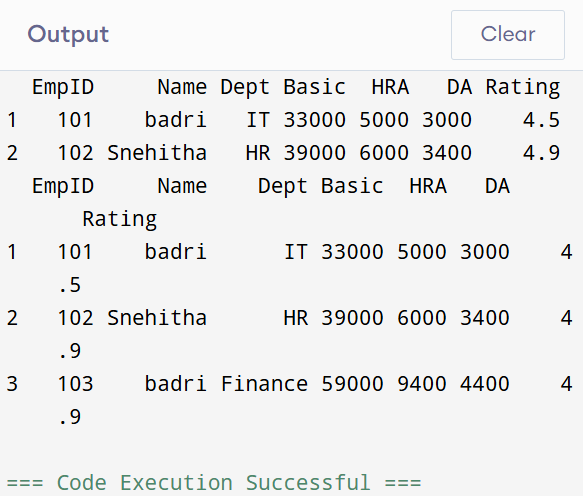 Output
Clear
  EmpID     Name Dept Basic  HRA   DA Rating
1   101    badri   IT 33000 5000 3000    4.5
2   102 Snehitha   HR 39000 6000 3400    4.9
  EmpID     Name    Dept Basic  HRA   DA
      Rating
1   101    badri      IT 33000 5000 3000    4
    .5
2   102 Snehitha      HR 39000 6000 3400    4
    .9
3   103    badri Finance 59000 9400 4400    4
    .9
=== Code Execution Successful ===